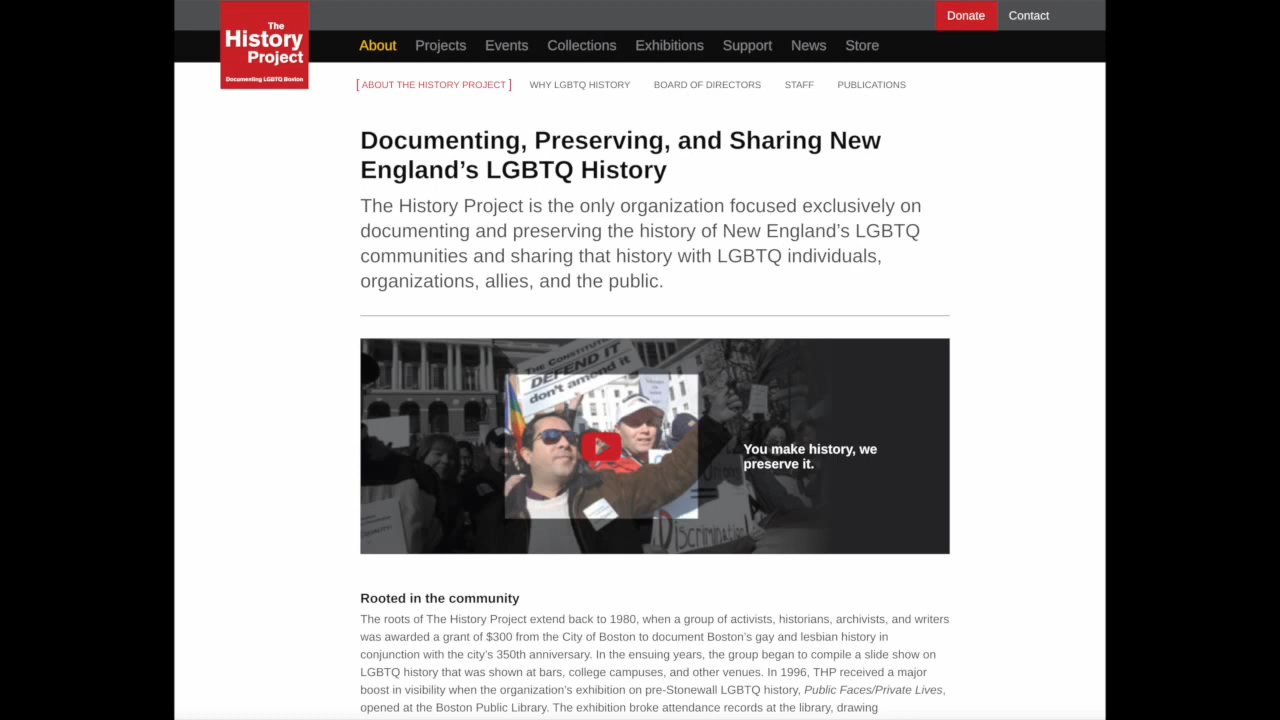 Donate Contact
The
History
Project
Documenting LGBTQ Boston
About Projects Events Collections Exhibitions Support News Store
[ ABOUT THE HISTORY PROJECT ] WHY LGBTQ HISTORY BOARD OF DIRECTORS STAFF PUBLICATIONS
Documenting, Preserving, and Sharing New
England’s LGBTQ History
The History Project is the only organization focused exclusively on
documenting and preserving the history of New England’s LGBTQ
communities and sharing that history with LGBTQ individuals,
organizations, allies, and the public.
THE CONSTITUTION
DEFEND IT
don't amend it
You make history, we
preserve it.
Discrimination
Rooted in the community
The roots of The History Project extend back to 1980, when a group of activists, historians, archivists, and writers
was awarded a grant of $300 from the City of Boston to document Boston’s gay and lesbian history in
conjunction with the city’s 350th anniversary. In the ensuing years, the group began to compile a slide show on
LGBTQ history that was shown at bars, college campuses, and other venues. In 1996, THP received a major
boost in visibility when the organization’s exhibition on pre-Stonewall LGBTQ history, Public Faces/Private Lives,
opened at the Boston Public Library. The exhibition broke attendance records at the library, drawing